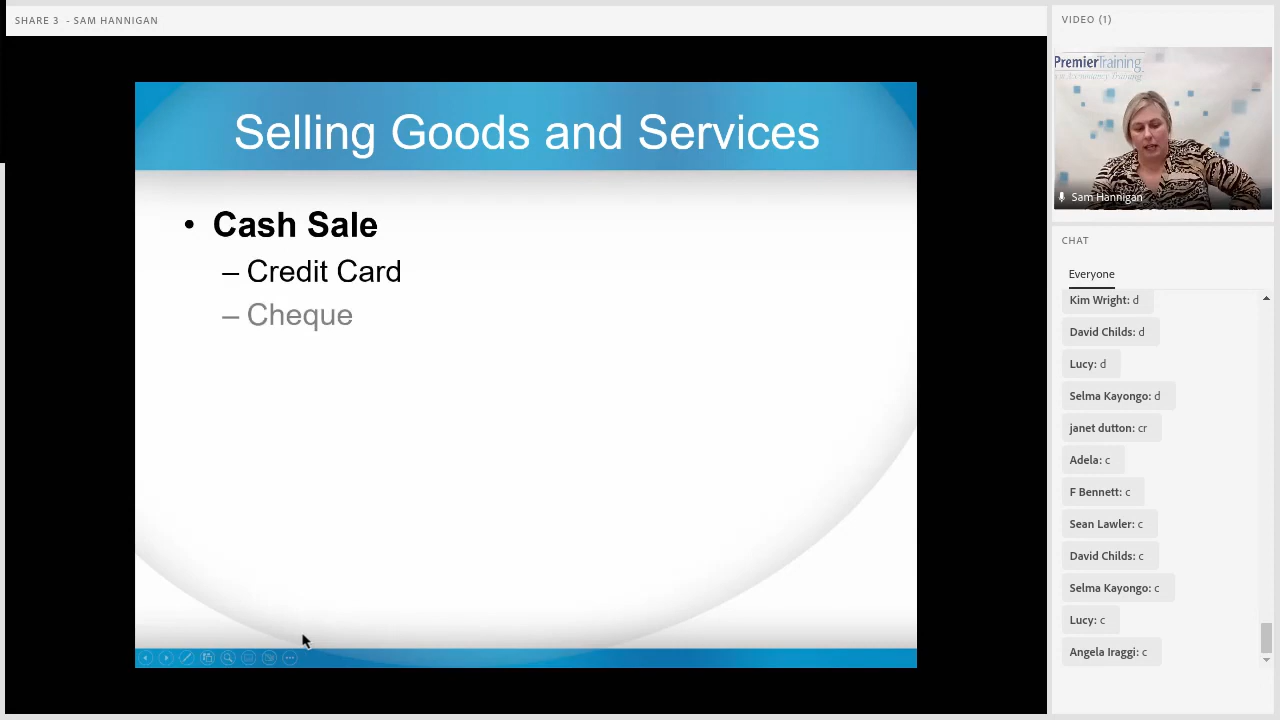 SHARE 3 - SAM HANNIGAN
Selling Goods and Services
• Cash Sale
– Credit Card
– Cheque
VIDEO (1)
PremierTraining
Sam Hannigan
CHAT
Everyone
Kim Wright: d
David Childs: d
Lucy: d
Selma Kayongo: d
janet dutton: cr
Adela: c
F Bennett: c
Sean Lawler: c
David Childs: c
Selma Kayongo: c
Lucy: c
Angela Iraggi: c